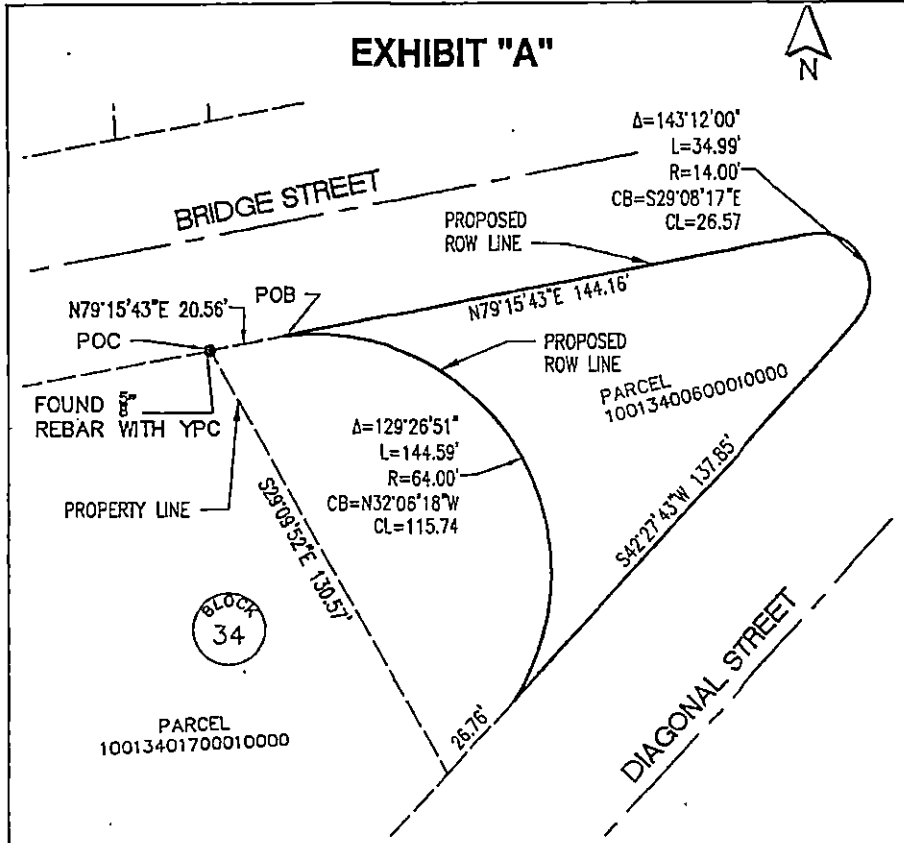 EXHIBIT "A"
N
Δ=143°12'00"
L=34.99'
R=14.00'
CB=S29°08'17"E
CL=26.57
BRIDGE STREET
PROPOSED
ROW LINE
N79°15'43"E 20.56'
POB
N79°15'43"E 144.16'
POC
PROPOSED
ROW LINE
PARCEL
10013400600010000
FOUND 5/8"
REBAR WITH YPC
Δ=129°26'51"
L=144.59'
R=64.00'
CB=N32°06'18"W
CL=115.74
PROPERTY LINE
S29°09'52"E 130.57'
S42°27'43"W 137.85'
BLOCK
34
26.76'
DIAGONAL STREET
PARCEL
10013401700010000